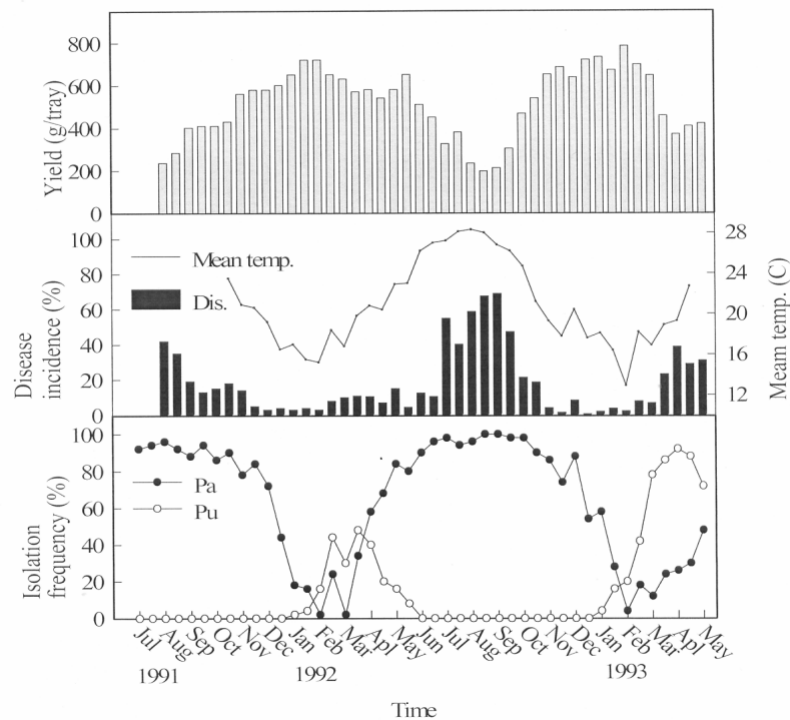 800
600
400
200
0
Yield (g/tray)
100
80
60
40
20
0
Disease
incidence (%)
Mean temp.
Dis.
28
24
20
16
12
Meam temp. (C)
100
80
60
40
20
0
Isolation
frequency (%)
Pa
Pu
Jul Aug Sep Oct Nov Dec Jan Feb Mar Apl May Jun Jul Aug Sep Oct Nov Dec Jan Feb Mar Apl May
1991 1992 1993
Time